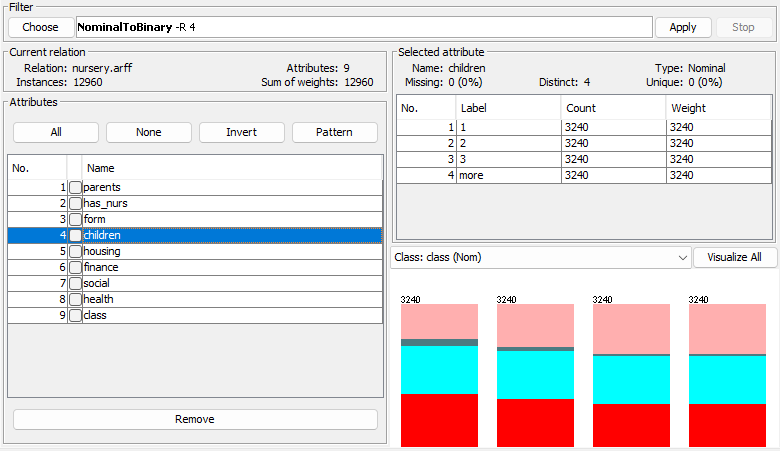 Filter
Choose NominalToBinary -R 4 Apply Stop
Current relation
Relation: nursery.arff Attributes: 9
Instances: 12960 Sum of weights: 12960
Attributes
All None Invert Pattern
No. Name
1 parents
2 has_nurs
3 form
4 children
5 housing
6 finance
7 social
8 health
9 class
Remove
Selected attribute
Name: children Type: Nominal
Missing: 0 (0%) Distinct: 4 Unique: 0 (0%)
No. Label Count Weight
1 1 3240 3240
2 2 3240 3240
3 3 3240 3240
4 more 3240 3240
Class: class (Nom) Visualize All
3240 3240 3240 3240